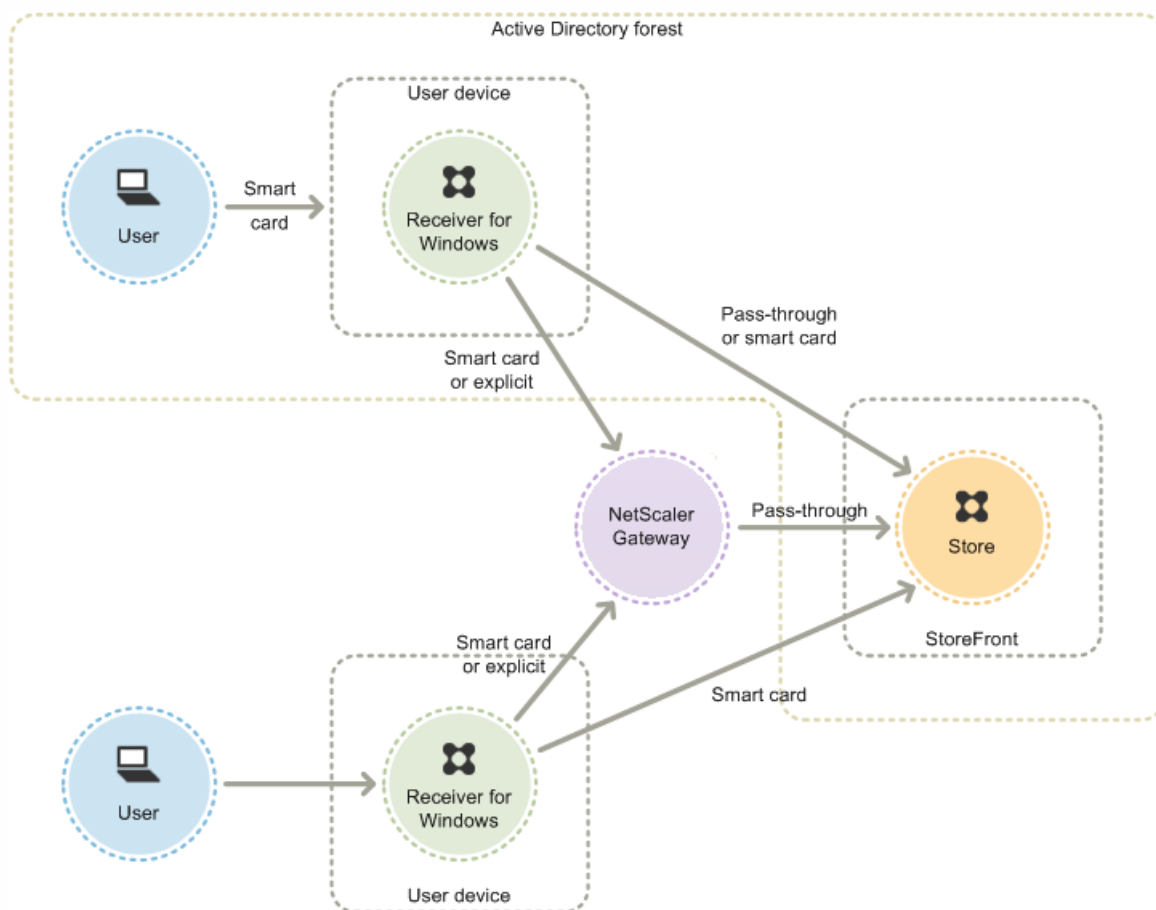 Active Directory forest
User device
Smart
card
User
Receiver for
Windows
Pass-through
or smart card
Smart card
or explicit
NetScaler
Gateway
Pass-through
Store
StoreFront
Smart card
or explicit
Smart card
User
Receiver for
Windows
User device